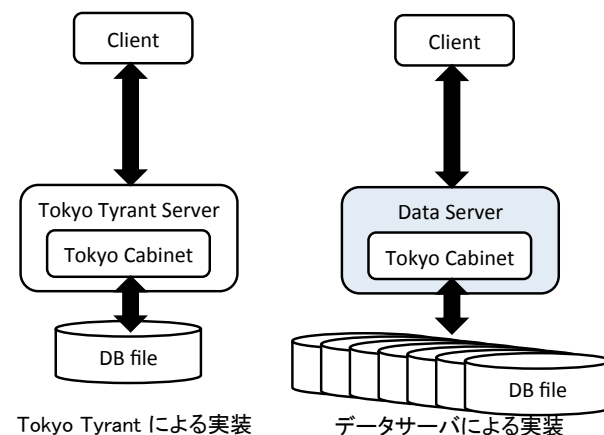 Client
Tokyo Tyrant Server
Tokyo Cabinet
DB file
Tokyo Tyrant による実装
Client
Data Server
Tokyo Cabinet
DB file
データサーバによる実装